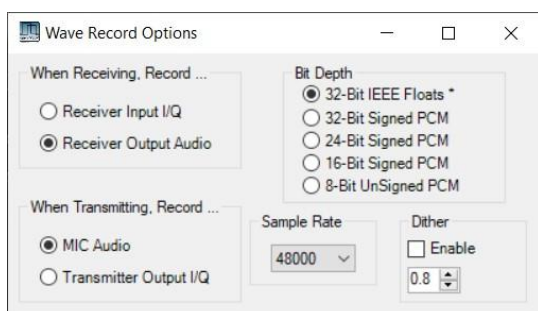 Wave Record Options
When Receiving, Record ...
Receiver Input I/Q
Receiver Output Audio
Bit Depth
32-Bit IEEE Floats *
32-Bit Signed PCM
24-Bit Signed PCM
16-Bit Signed PCM
8-Bit UnSigned PCM
When Transmitting, Record ...
MIC Audio
Transmitter Output I/Q
Sample Rate
48000
Dither
Enable
0.8